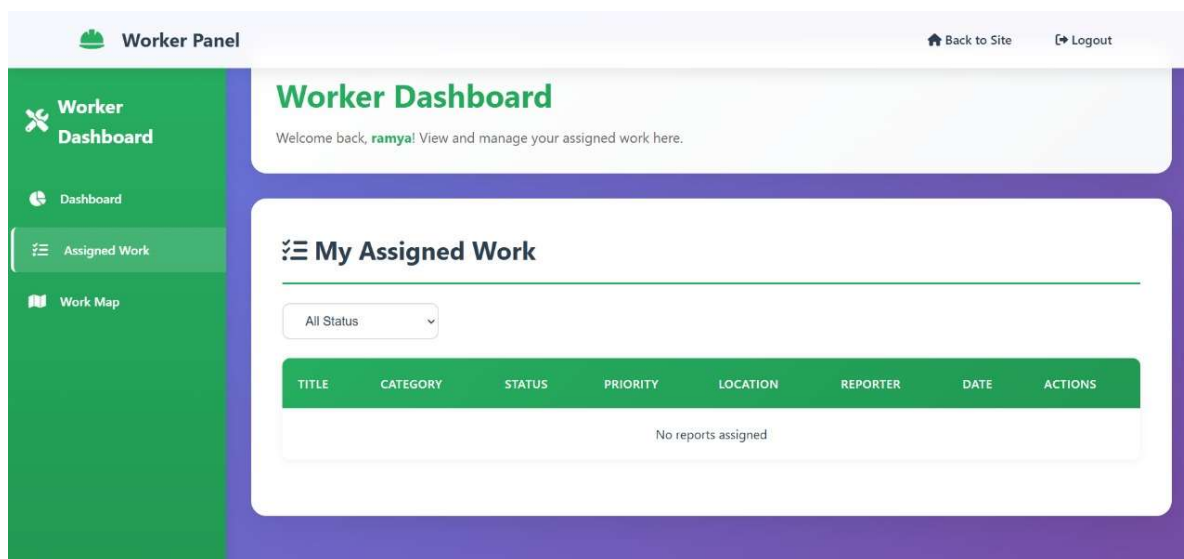 Worker Panel
Back to Site
Logout
Worker
Dashboard
Dashboard
Assigned Work
Work Map
Worker Dashboard
Welcome back, ramya! View and manage your assigned work here.
My Assigned Work
All Status
TITLE CATEGORY STATUS PRIORITY LOCATION REPORTER DATE ACTIONS
No reports assigned